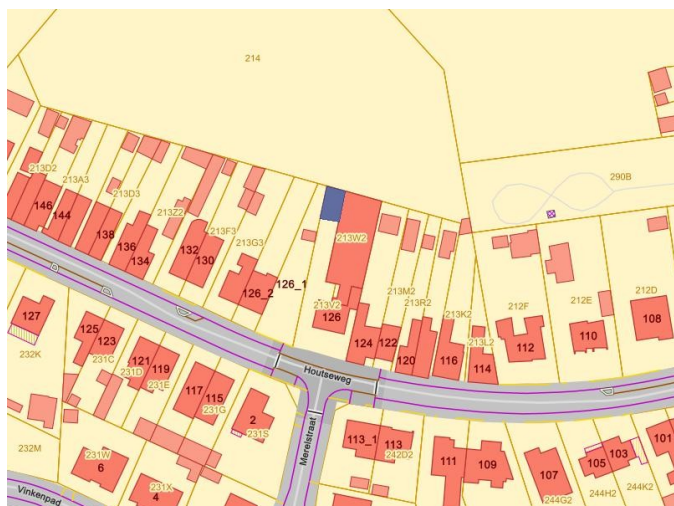 214
290B
213D2
213A3
213D3
213Z2
213F3
213G3
213W2
146
144
138
136
134
132
130
126_2
126_1
213V2
126
213M2
213R2
213K2
213L2
212F
212E
212D
124
122
120
116
114
112
110
108
127
232K
125
123
231C
121
119
231D
231E
117
115
231G
2
231S
Houtseweg
Merelstraat
113_1
113
242D2
111
109
107
244G2
105
103
101
244H2
244K2
232M
231W
6
231X
4
Vinkenpad